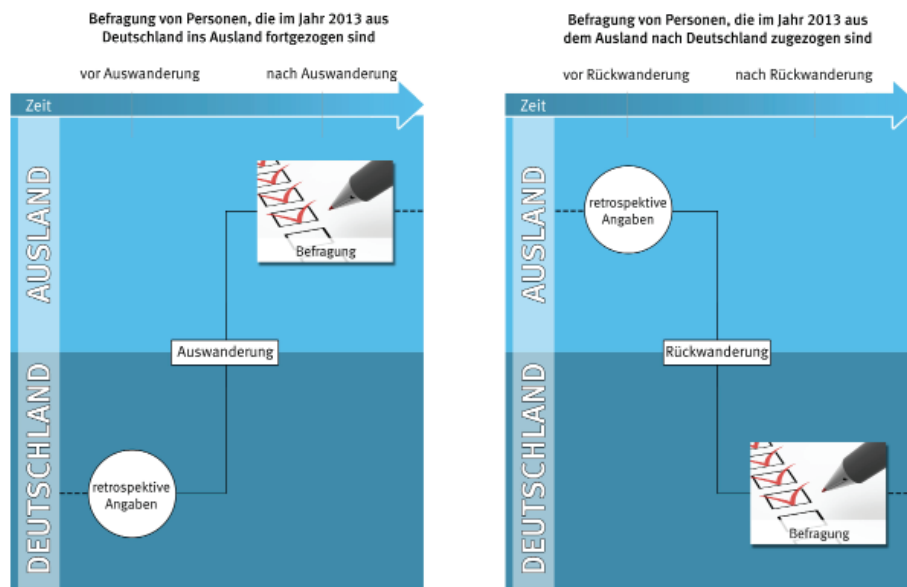 Befragung von Personen, die im Jahr 2013 aus
Deutschland ins Ausland fortgezogen sind
vor Auswanderung
nach Auswanderung
Zeit
AUSLAND
Befragung
Auswanderung
DEUTSCHLAND
retrospektive
Angaben
Befragung von Personen, die im Jahr 2013 aus
dem Ausland nach Deutschland zugezogen sind
vor Rückwanderung
nach Rückwanderung
Zeit
AUSLAND
retrospektive
Angaben
Rückwanderung
DEUTSCHLAND
Befragung